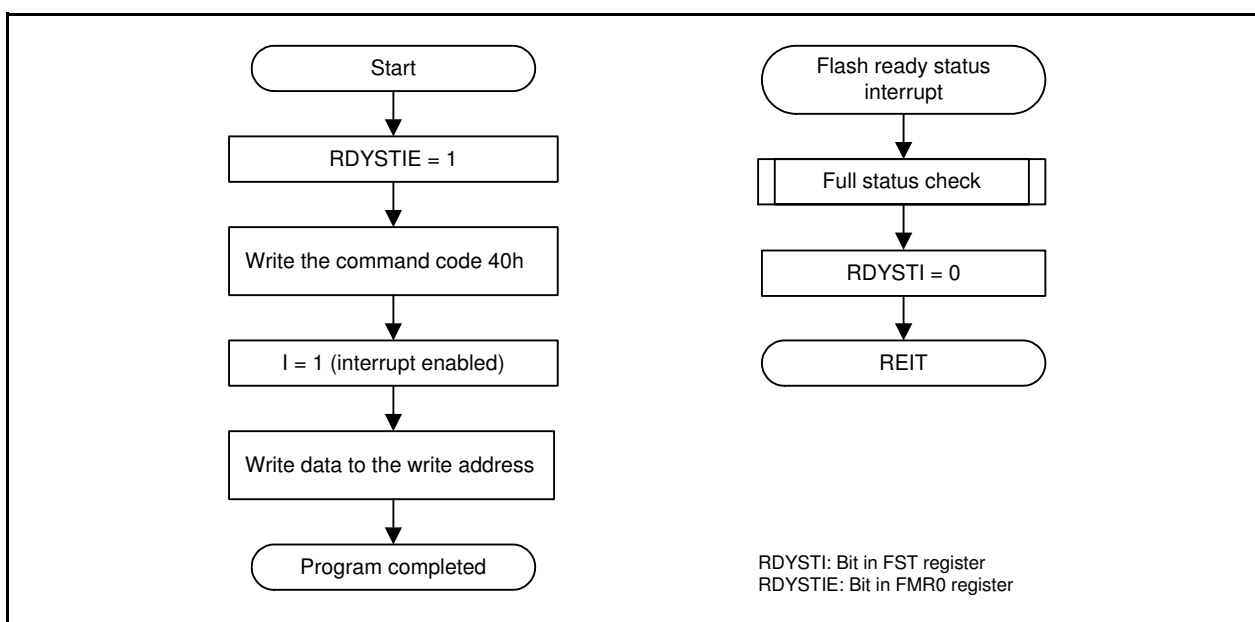 Start
RDYSTIE = 1
Write the command code 40h
I = 1 (interrupt enabled)
Write data to the write address
Program completed
Flash ready status
interrupt
Full status check
RDYSTI = 0
REIT
RDYSTI: Bit in FST register
RDYSTIE: Bit in FMR0 register